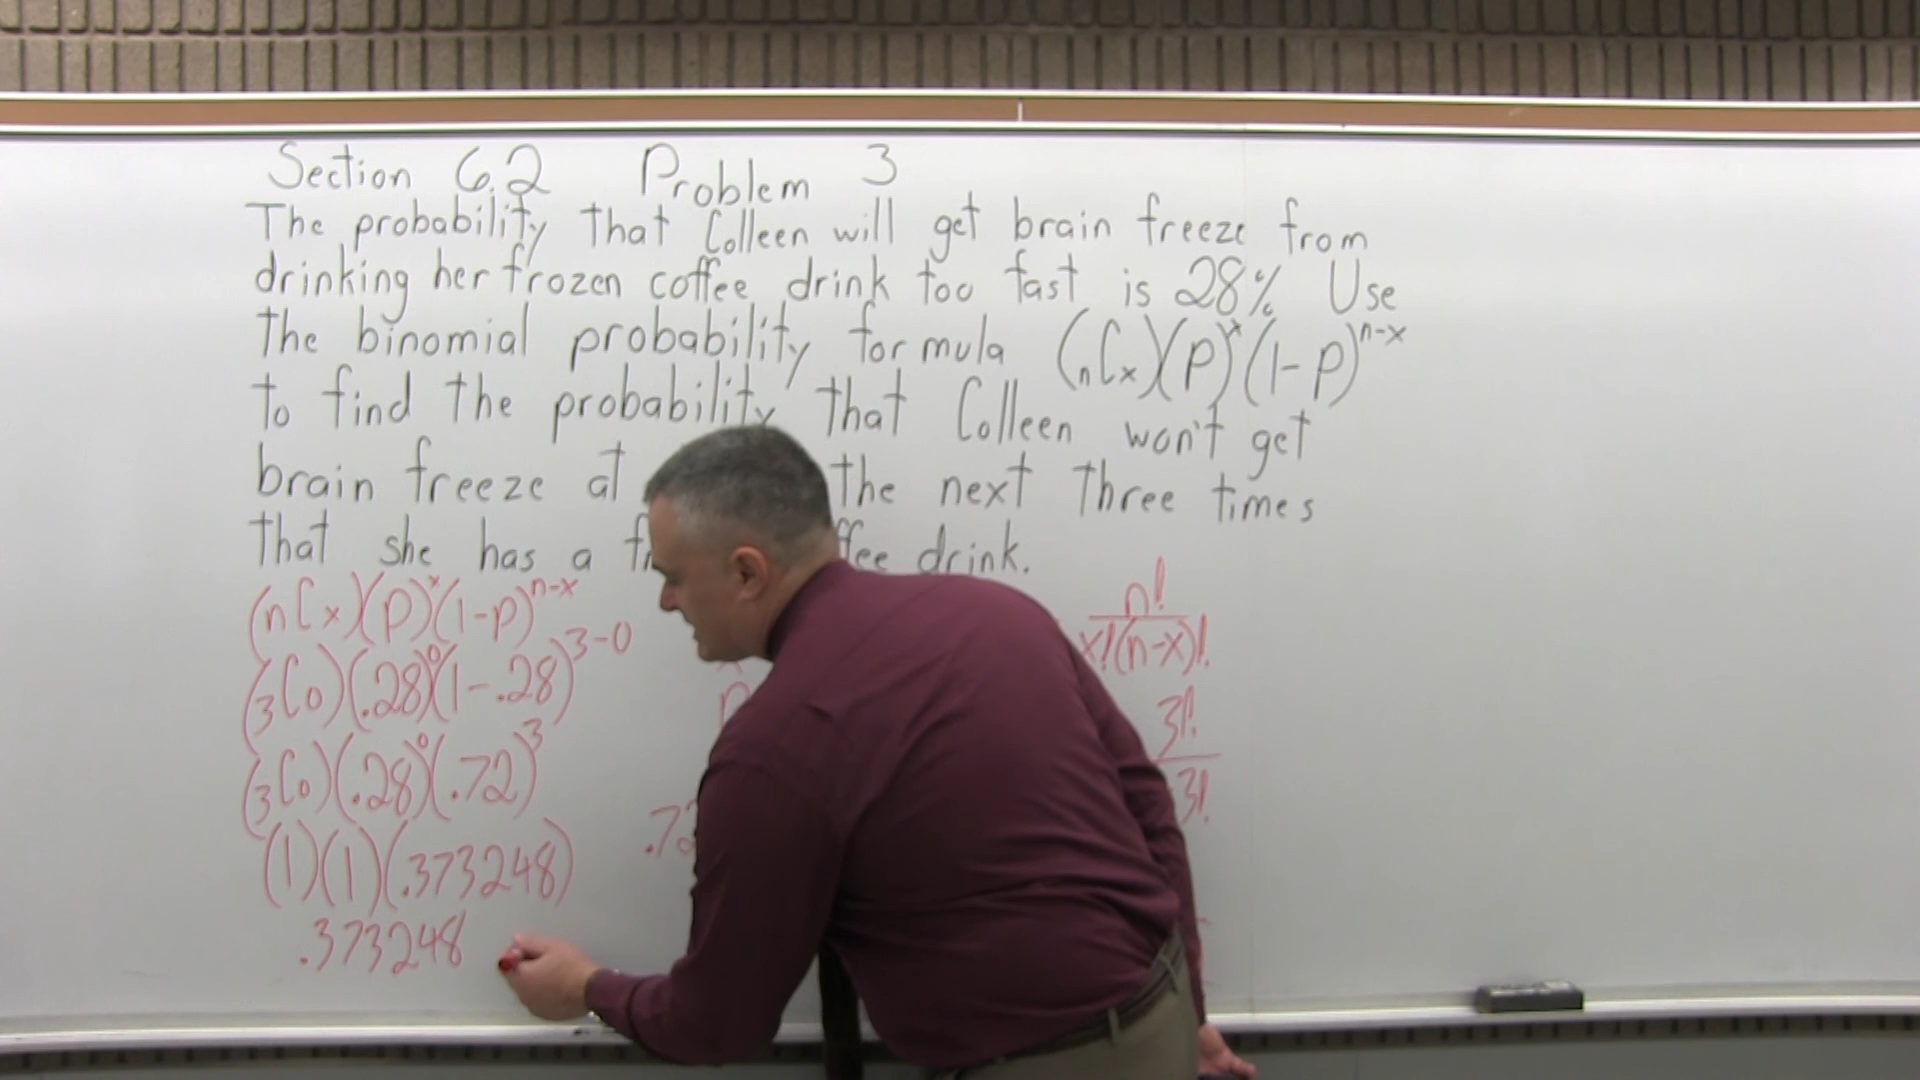 Section 6.2 Problem 3
The probability that Colleen will get brain freeze from
drinking her frozen coffee drink too fast is 28% Use
the binomial probability formula (nCx)(p)^x(1-p)^n-x
to find the probability that Colleen won't get
brain freeze at the next three times
that she has a drink.
(nCx)(p)^x(1-p)^n-x
(3C0)(.28)^0(1-.28)^3-0
(3C0)(.28)^0(.72)^3
(1)(1)(.373248)
.373248
n!
x!(n-x)!
3!
3!